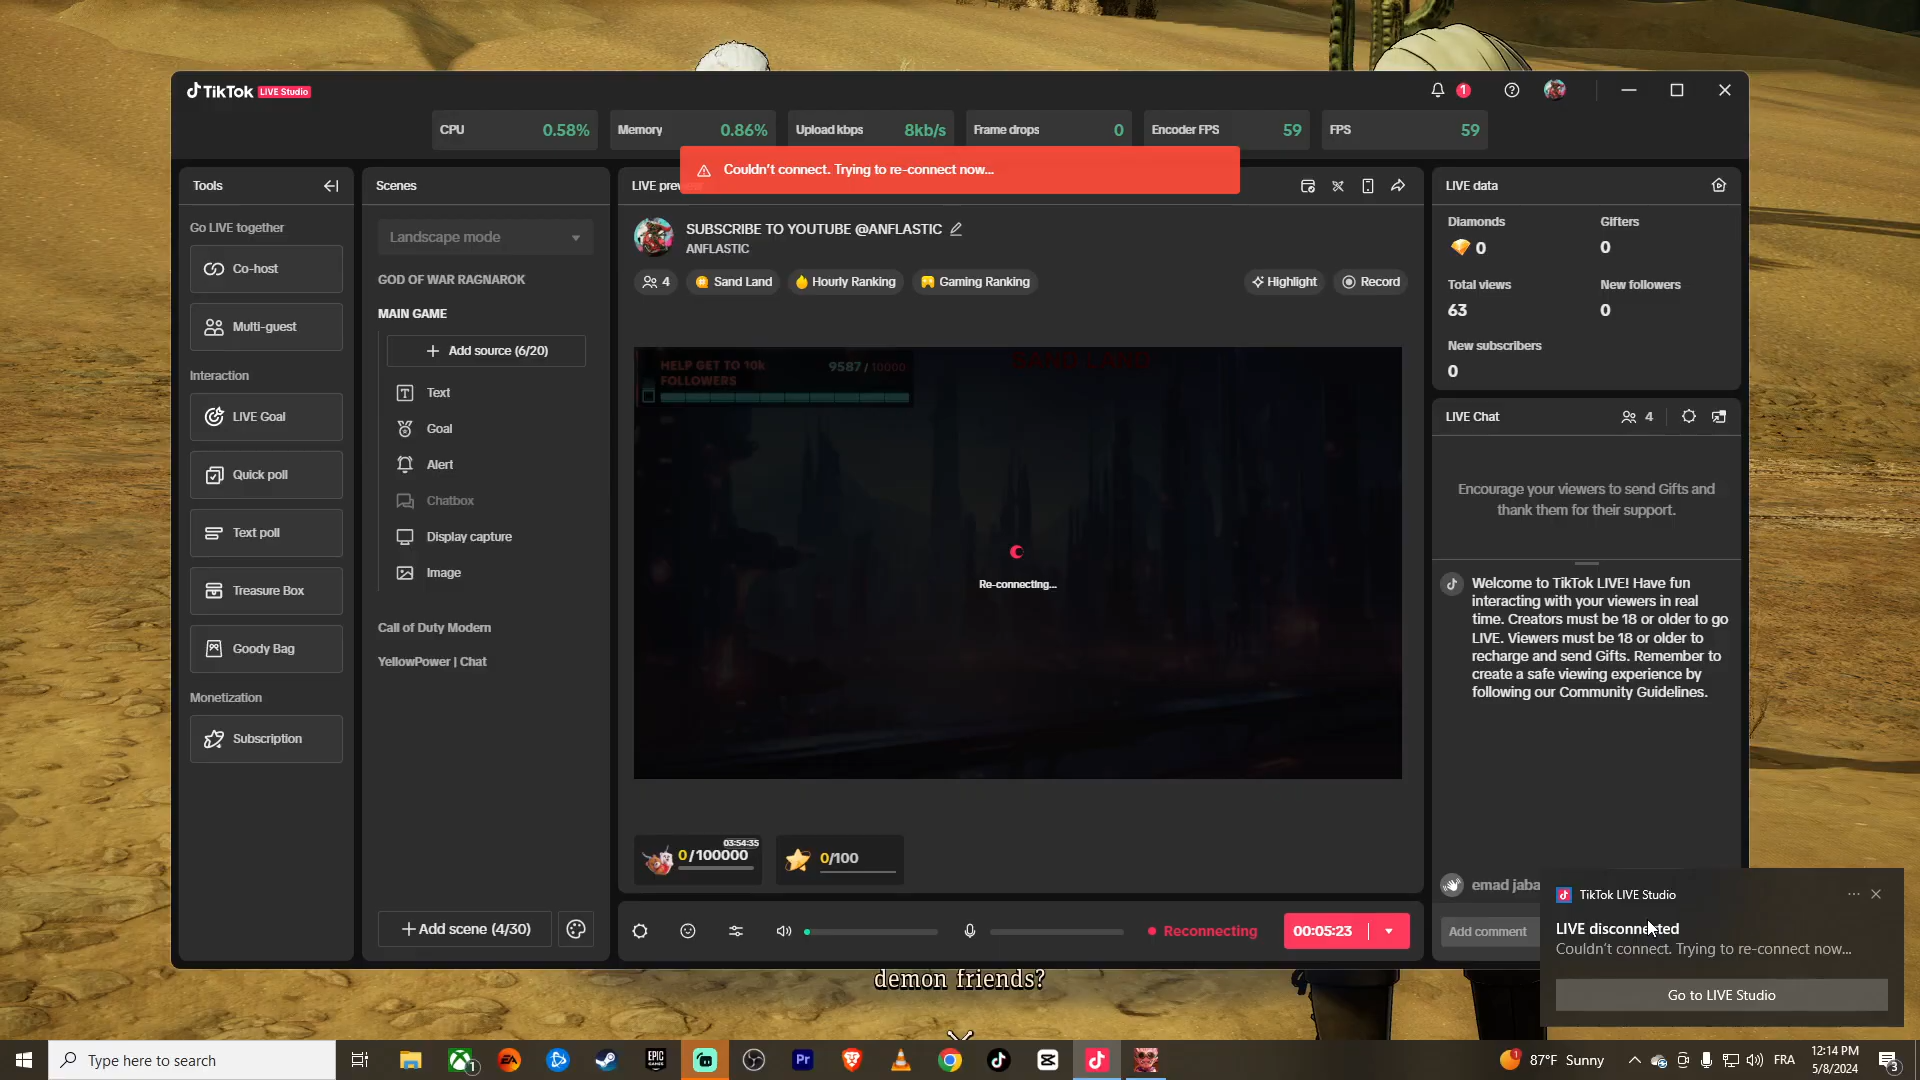 TikTok LIVE Studio
1
CPU 0.58%
Memory 0.86%
Upload kbps 8kb/s
Frame drops 0
Encoder FPS 59
FPS 59
Couldn't connect. Trying to re-connect now...
Tools
Go LIVE together
Co-host
Multi-guest
Interaction
LIVE Goal
Quick poll
Text poll
Treasure Box
Goody Bag
Monetization
Subscription
Scenes
Landscape mode
GOD OF WAR RAGNAROK
MAIN GAME
+ Add source (6/20)
Text
Goal
Alert
Chatbox
Display capture
Image
Call of Duty Modern
YellowPower | Chat
+ Add scene (4/30)
LIVE
SUBSCRIBE TO YOUTUBE @ANFLASTIC
ANFLASTIC
4
Sand Land
Hourly Ranking
Gaming Ranking
Highlight
Record
HELP GET TO 10k
FOLLOWERS
9587 / 10000
SAND LAND
Re-connecting...
03:54:35
0/100000
0/100
Reconnecting
00:05:23
LIVE data
Diamonds
0
Gifters
0
Total views
63
New followers
0
New subscribers
0
LIVE Chat
4
Encourage your viewers to send Gifts and
thank them for their support.
Welcome to TikTok LIVE! Have fun
interacting with your viewers in real
time. Creators must be 18 or older to go
LIVE. Viewers must be 18 or older to
recharge and send Gifts. Remember to
create a safe viewing experience by
following our Community Guidelines.
emad jaba
Add comment
TikTok LIVE Studio
LIVE disconnected
Couldn't connect. Trying to re-connect now...
Go to LIVE Studio
demon friends?
Type here to search
1
EA
EPIC
GAMES
Pr
87°F Sunny
FRA
12:14 PM
5/8/2024
3